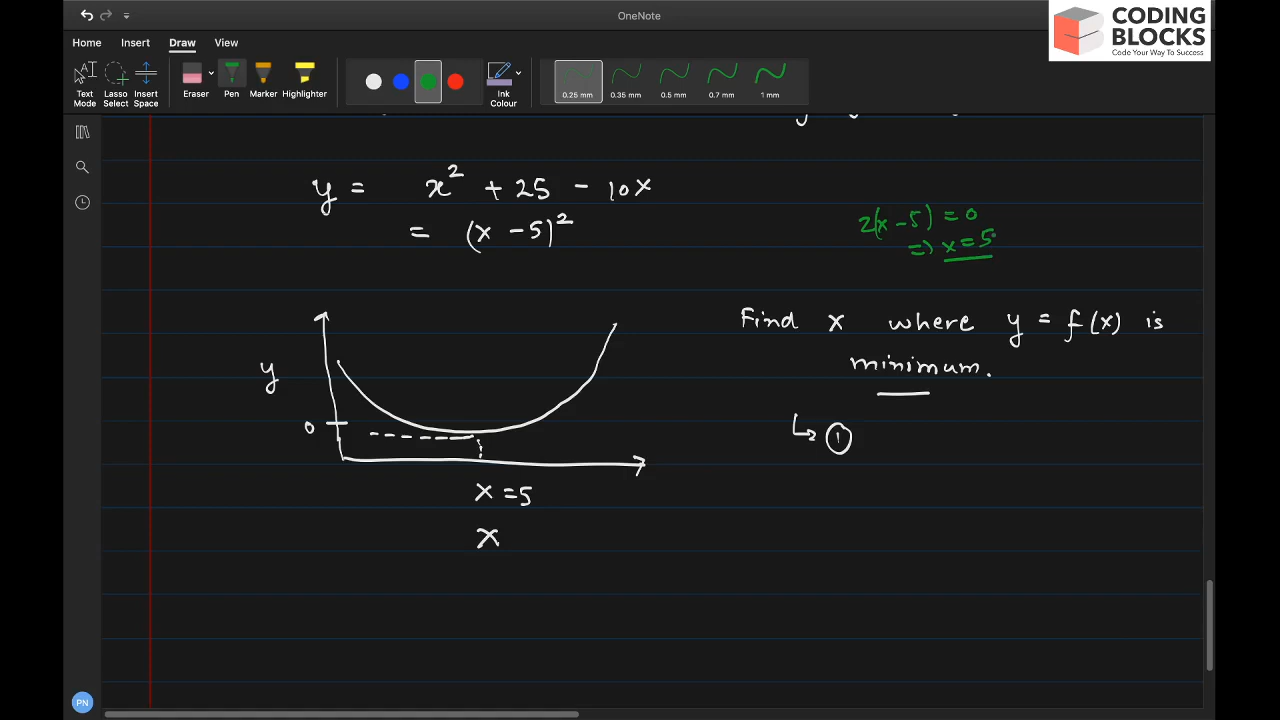 OneNote
CODING
BLOCKS
Code Your Way To Success
Home Insert Draw View
Text Mode
Lasso Select
Insert Space
Eraser
Pen
Marker
Highlighter
Ink Colour
0.25 mm
0.35 mm
0.5 mm
0.7 mm
1 mm
y = x² + 25 - 10x
= (x - 5)²
2(x - 5) = 0
=> x = 5
Find x where y = f(x) is
minimum.
↳ ①
y
0
x = 5
x
PN